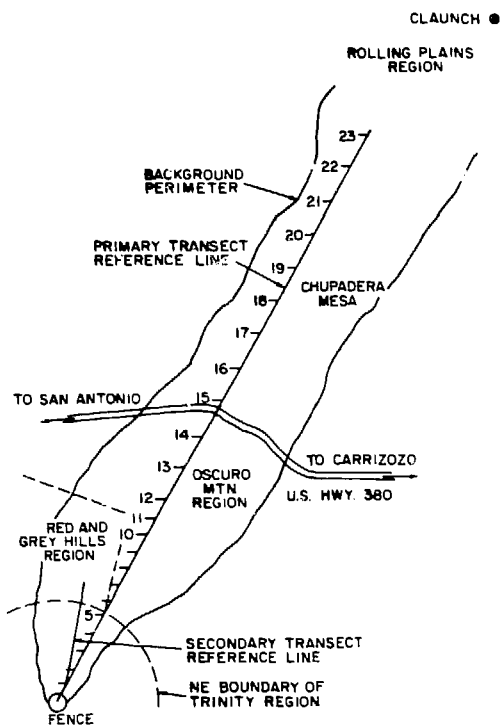 CLAUNCH
ROLLING PLAINS
REGION
23
22
BACKGROUND
PERIMETER
21
20
PRIMARY TRANSECT
REFERENCE LINE
19
CHUPADERA
MESA
18
17
16
TO SAN ANTONIO
15
14
TO CARRIZOZO
13
OSCURO
MTN
REGION
U.S. HWY. 380
12
11
RED AND
GREY HILLS
REGION
10
5
SECONDARY TRANSECT
REFERENCE LINE
NE BOUNDARY OF
TRINITY REGION
FENCE